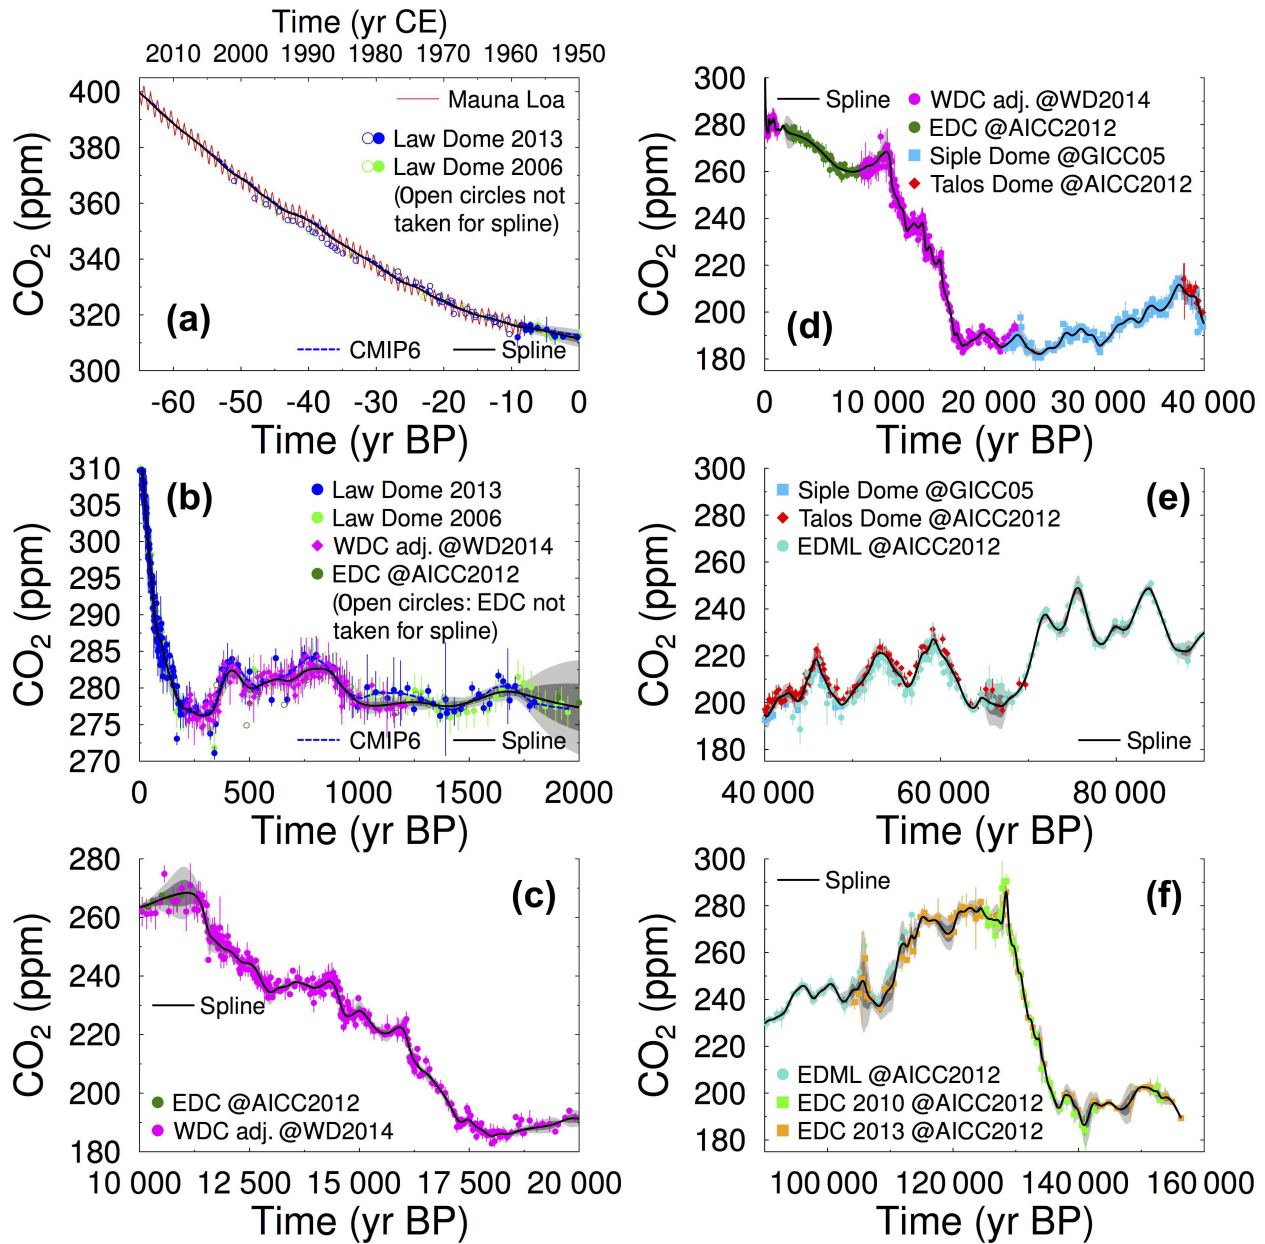 Time (yr CE)
2010 2000 1990 1980 1970 1960 1950
400
380
360
340
320
300
CO2 (ppm)
Mauna Loa
Law Dome 2013
Law Dome 2006
(Open circles not
taken for spline)
(a)
CMIP6 Spline
-60 -50 -40 -30 -20 -10 0
Time (yr BP)
300
280
260
240
220
200
180
CO2 (ppm)
Spline
WDC adj. @WD2014
EDC @AICC2012
Siple Dome @GICC05
Talos Dome @AICC2012
(d)
0 10 000 20 000 30 000 40 000
Time (yr BP)
310
305
300
295
290
285
280
275
270
CO2 (ppm)
(b)
Law Dome 2013
Law Dome 2006
WDC adj. @WD2014
EDC @AICC2012
(Open circles: EDC not
taken for spline)
CMIP6 Spline
0 500 1000 1500 2000
Time (yr BP)
300
280
260
240
220
200
180
CO2 (ppm)
Siple Dome @GICC05
Talos Dome @AICC2012
EDML @AICC2012
(e)
Spline
40 000 60 000 80 000
Time (yr BP)
280
260
240
220
200
180
CO2 (ppm)
(c)
Spline
EDC @AICC2012
WDC adj. @WD2014
10 000 12 500 15 000 17 500 20 000
Time (yr BP)
300
280
260
240
220
200
180
CO2 (ppm)
Spline
(f)
EDML @AICC2012
EDC 2010 @AICC2012
EDC 2013 @AICC2012
100 000 120 000 140 000 160 000
Time (yr BP)